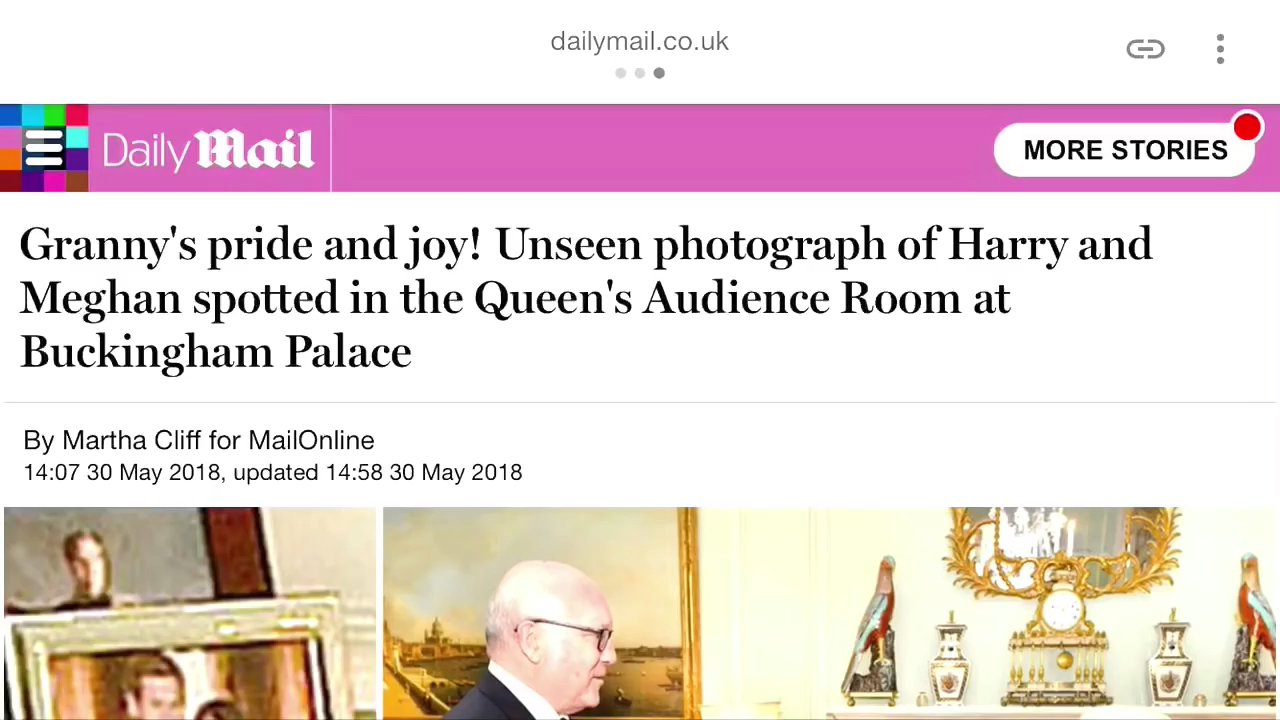 dailymail.co.uk
Daily Mail
MORE STORIES
Granny's pride and joy! Unseen photograph of Harry and
Meghan spotted in the Queen's Audience Room at
Buckingham Palace
By Martha Cliff for MailOnline
14:07 30 May 2018, updated 14:58 30 May 2018